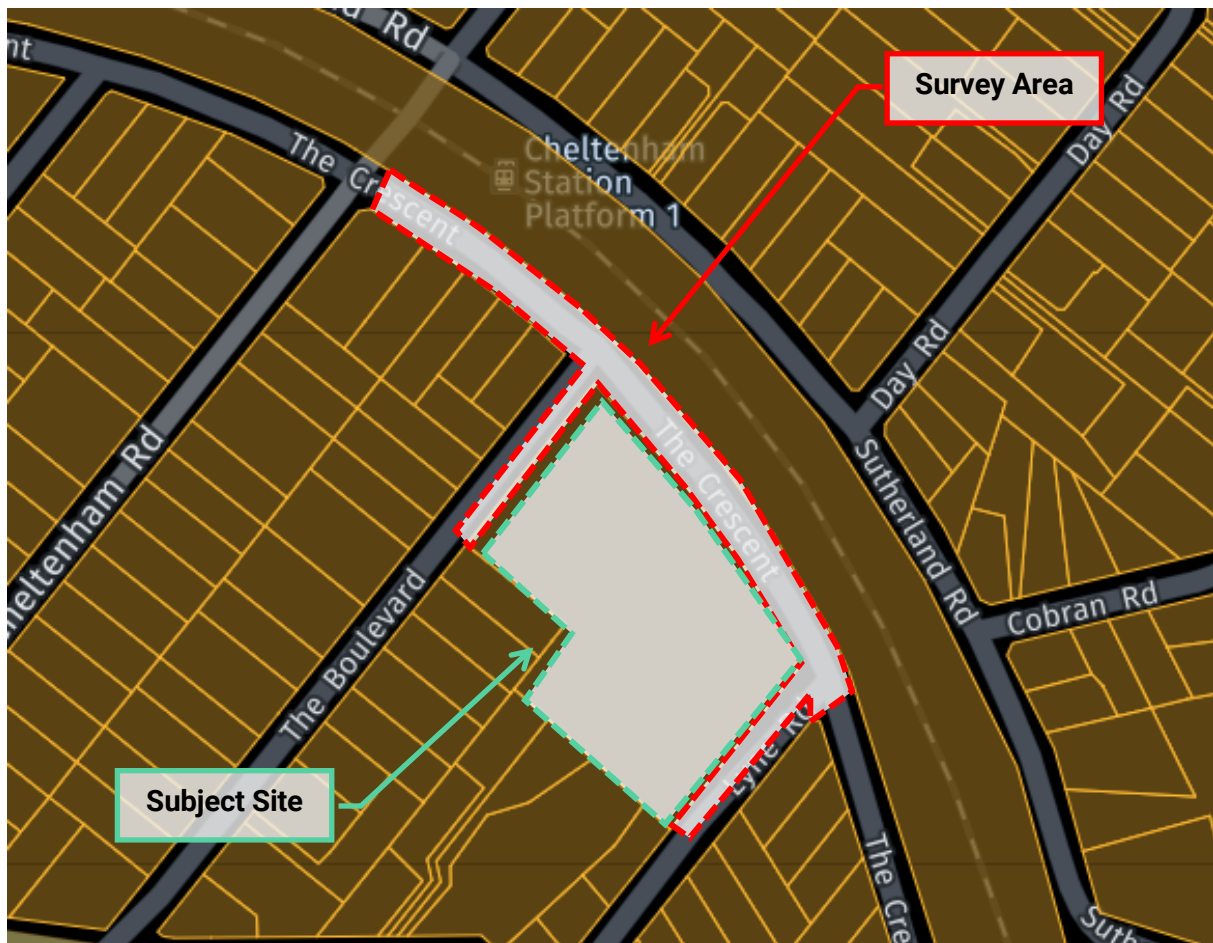 nt
Rd
Survey Area
Day Rd
The Crescent
Cheltenham
Station
Platform 1
Day Rd
The Crescent
Sutherland Rd
Cheltenham Rd
Cobran Rd
The Boulevard
Subject Site
Lyne Rd
The Cre
Suth